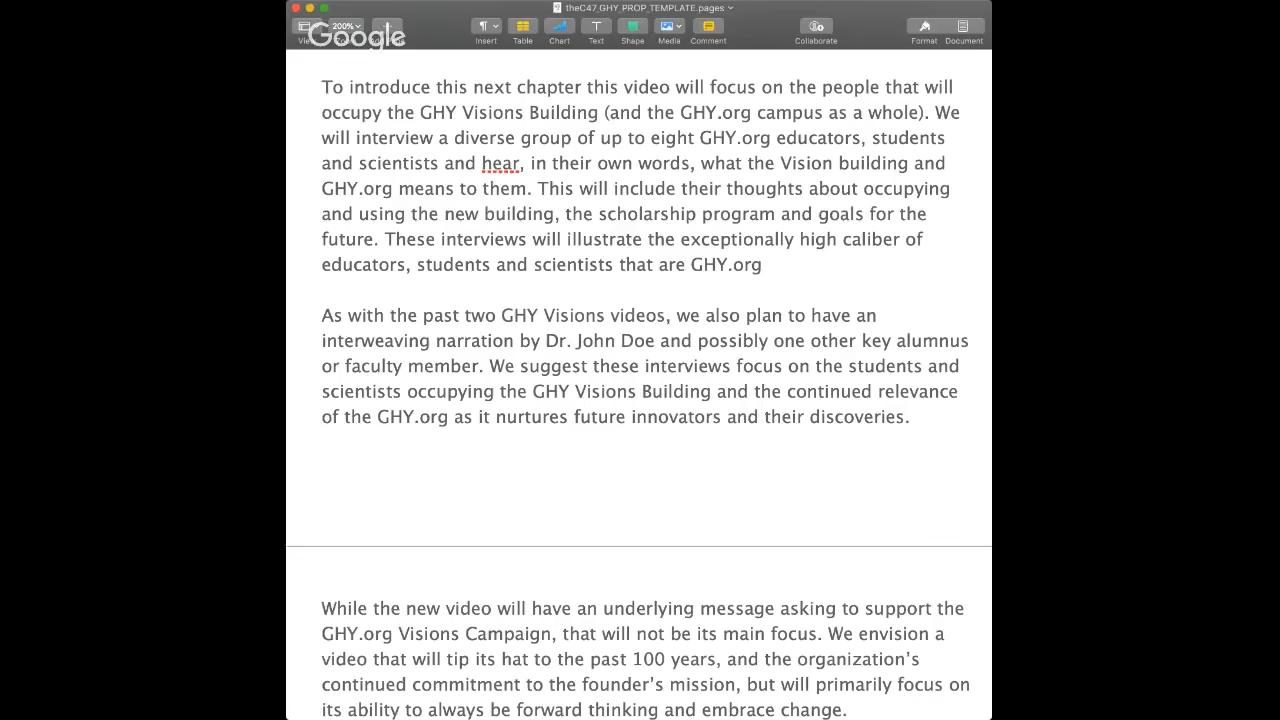 theC47_GHY_PROP_TEMPLATE.pages
200%
Google
Insert
Table
Chart
Text
Shape
Media
Comment
Collaborate
Format
Document
To introduce this next chapter this video will focus on the people that will
occupy the GHY Visions Building (and the GHY.org campus as a whole). We
will interview a diverse group of up to eight GHY.org educators, students
and scientists and hear, in their own words, what the Vision building and
GHY.org means to them. This will include their thoughts about occupying
and using the new building, the scholarship program and goals for the
future. These interviews will illustrate the exceptionally high caliber of
educators, students and scientists that are GHY.org
As with the past two GHY Visions videos, we also plan to have an
interweaving narration by Dr. John Doe and possibly one other key alumnus
or faculty member. We suggest these interviews focus on the students and
scientists occupying the GHY Visions Building and the continued relevance
of the GHY.org as it nurtures future innovators and their discoveries.
While the new video will have an underlying message asking to support the
GHY.org Visions Campaign, that will not be its main focus. We envision a
video that will tip its hat to the past 100 years, and the organization's
continued commitment to the founder's mission, but will primarily focus on
its ability to always be forward thinking and embrace change.